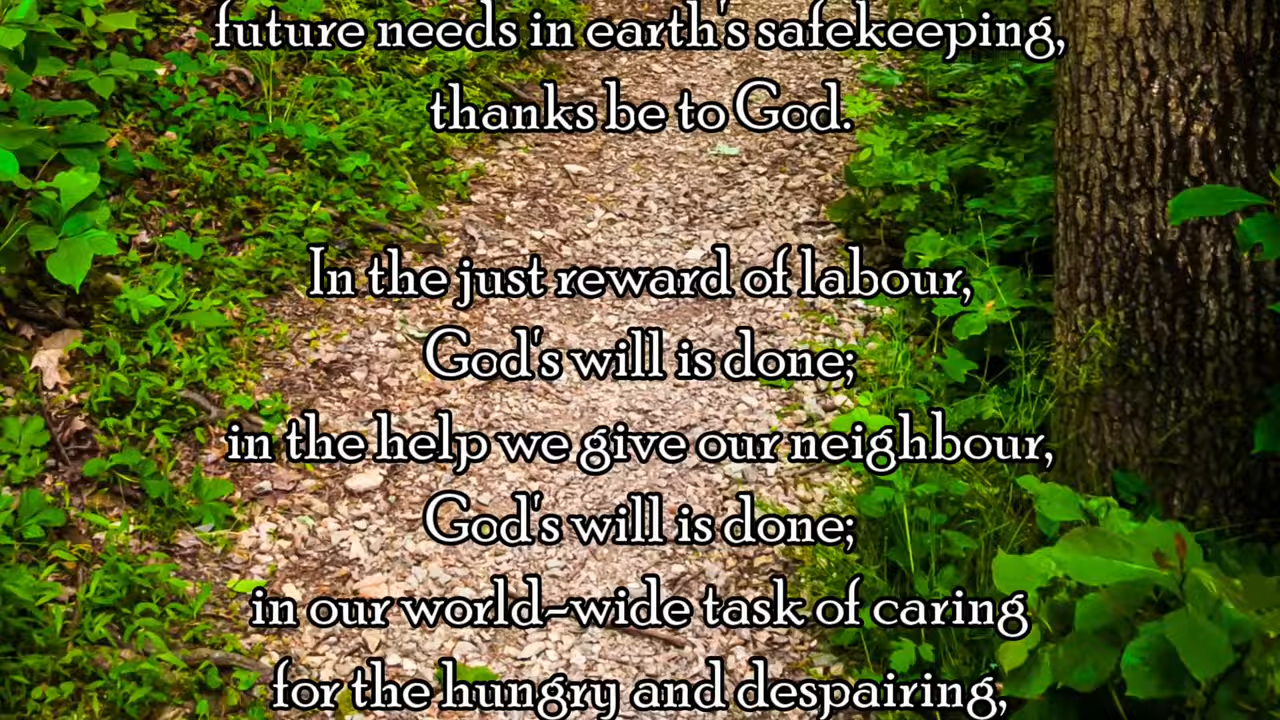 future needs in earth's safekeeping,
thanks be to God.
In the just reward of labour,
God's will is done;
in the help we give our neighbour,
God's will is done;
in our world-wide task of caring
for the hungry and despairing,